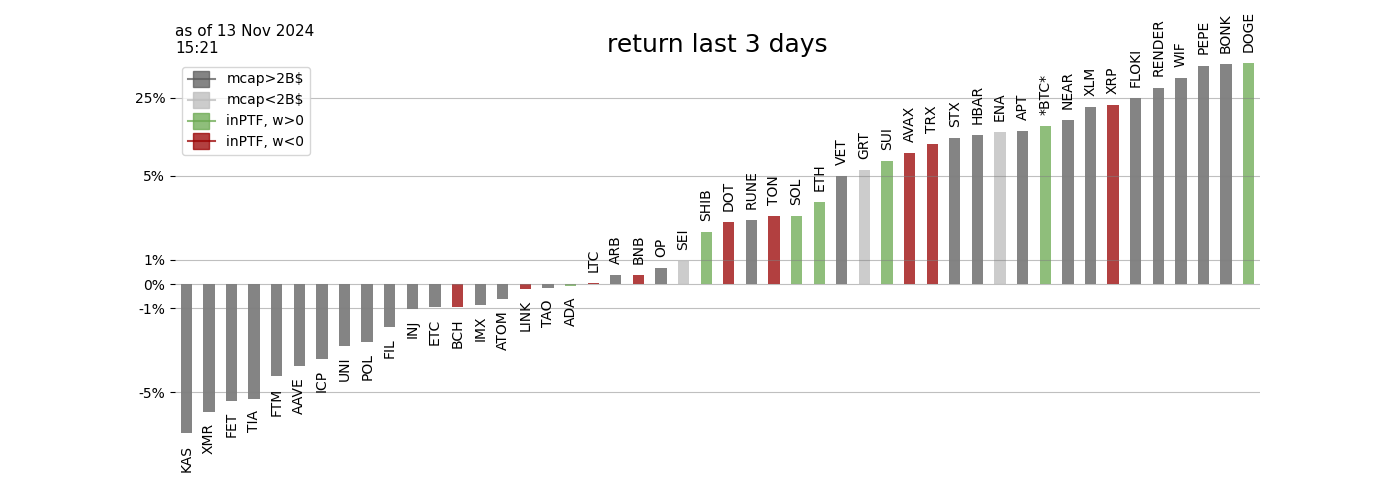 as of 13 Nov 2024
15:21
return last 3 days
mcap>2B$
mcap<2B$
inPTF, w>0
inPTF, w<0
25%
5%
1%
0%
-1%
-5%
KAS
XMR
FET
TIA
FTM
AAVE
ICP
UNI
POL
FIL
INJ
ETC
BCH
IMX
ATOM
LINK
TAO
ADA
LTC
ARB
BNB
OP
SEI
SHIB
DOT
RUNE
TON
SOL
ETH
VET
GRT
SUI
AVAX
TRX
STX
HBAR
ENA
APT
*BTC*
NEAR
XLM
XRP
FLOKI
RENDER
WIF
PEPE
BONK
DOGE